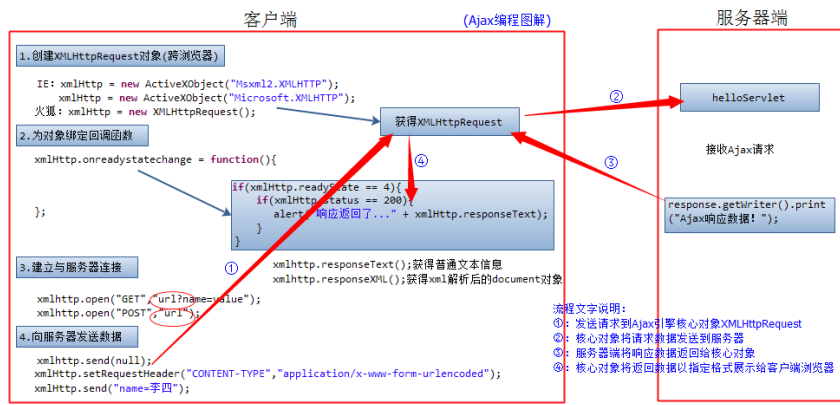 客户端
(Ajax编程图解)
服务器端
1.创建XMLHttpRequest对象(跨浏览器)
IE：xmlHttp = new ActiveXObject("Msxml2.XMLHTTP");
xmlHttp = new ActiveXObject("Microsoft.XMLHTTP");
火狐：xmlHttp = new XMLHttpRequest();
获得XMLHttpRequest
②
helloServlet
2.为对象绑定回调函数
xmlHttp.onreadystatechange = function(){
④
③
接收Ajax请求
if(xmlHttp.readyState == 4){
if(xmlHttp.status == 200){
alert("响应返回了..." + xmlHttp.responseText);
}
}
};
response.getWriter().print
("Ajax响应数据！");
①
3.建立与服务器连接
xmlhttp.responseText();获得普通文本信息
xmlhttp.responseXML();获得xml解析后的document对象
xmlhttp.open("GET","url?name=value");
xmlhttp.open("POST","url");
4.向服务器发送数据
xmlhttp.send(null);
xmlHttp.setRequestHeader("CONTENT-TYPE","application/x-www-form-urlencoded");
xmlHttp.send("name=李四");
流程文字说明：
①：发送请求到Ajax引擎核心对象XMLHttpRequest
②：核心对象将请求数据发送到服务器
③：服务器端将响应数据返回给核心对象
④：核心对象将返回数据以指定格式展示给客户端浏览器